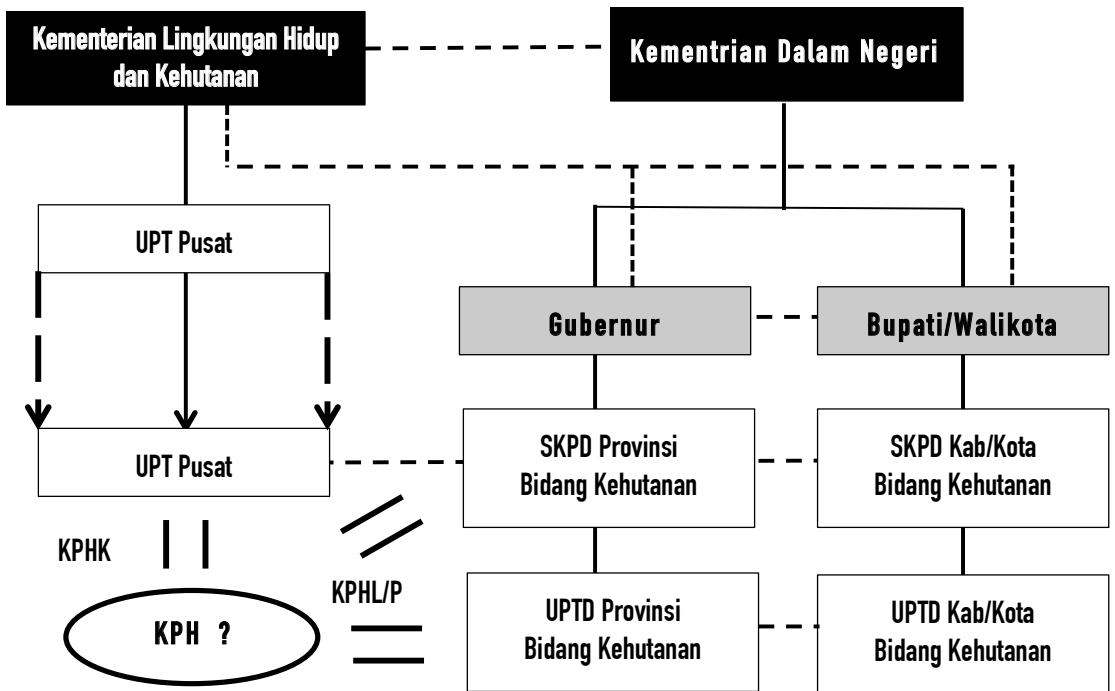 Kementerian Lingkungan Hidup
dan Kehutanan
Kementrian Dalam Negeri
UPT Pusat
Gubernur
Bupati/Walikota
UPT Pusat
SKPD Provinsi
Bidang Kehutanan
SKPD Kab/Kota
Bidang Kehutanan
KPHK
KPHL/P
KPH ?
UPTD Provinsi
Bidang Kehutanan
UPTD Kab/Kota
Bidang Kehutanan